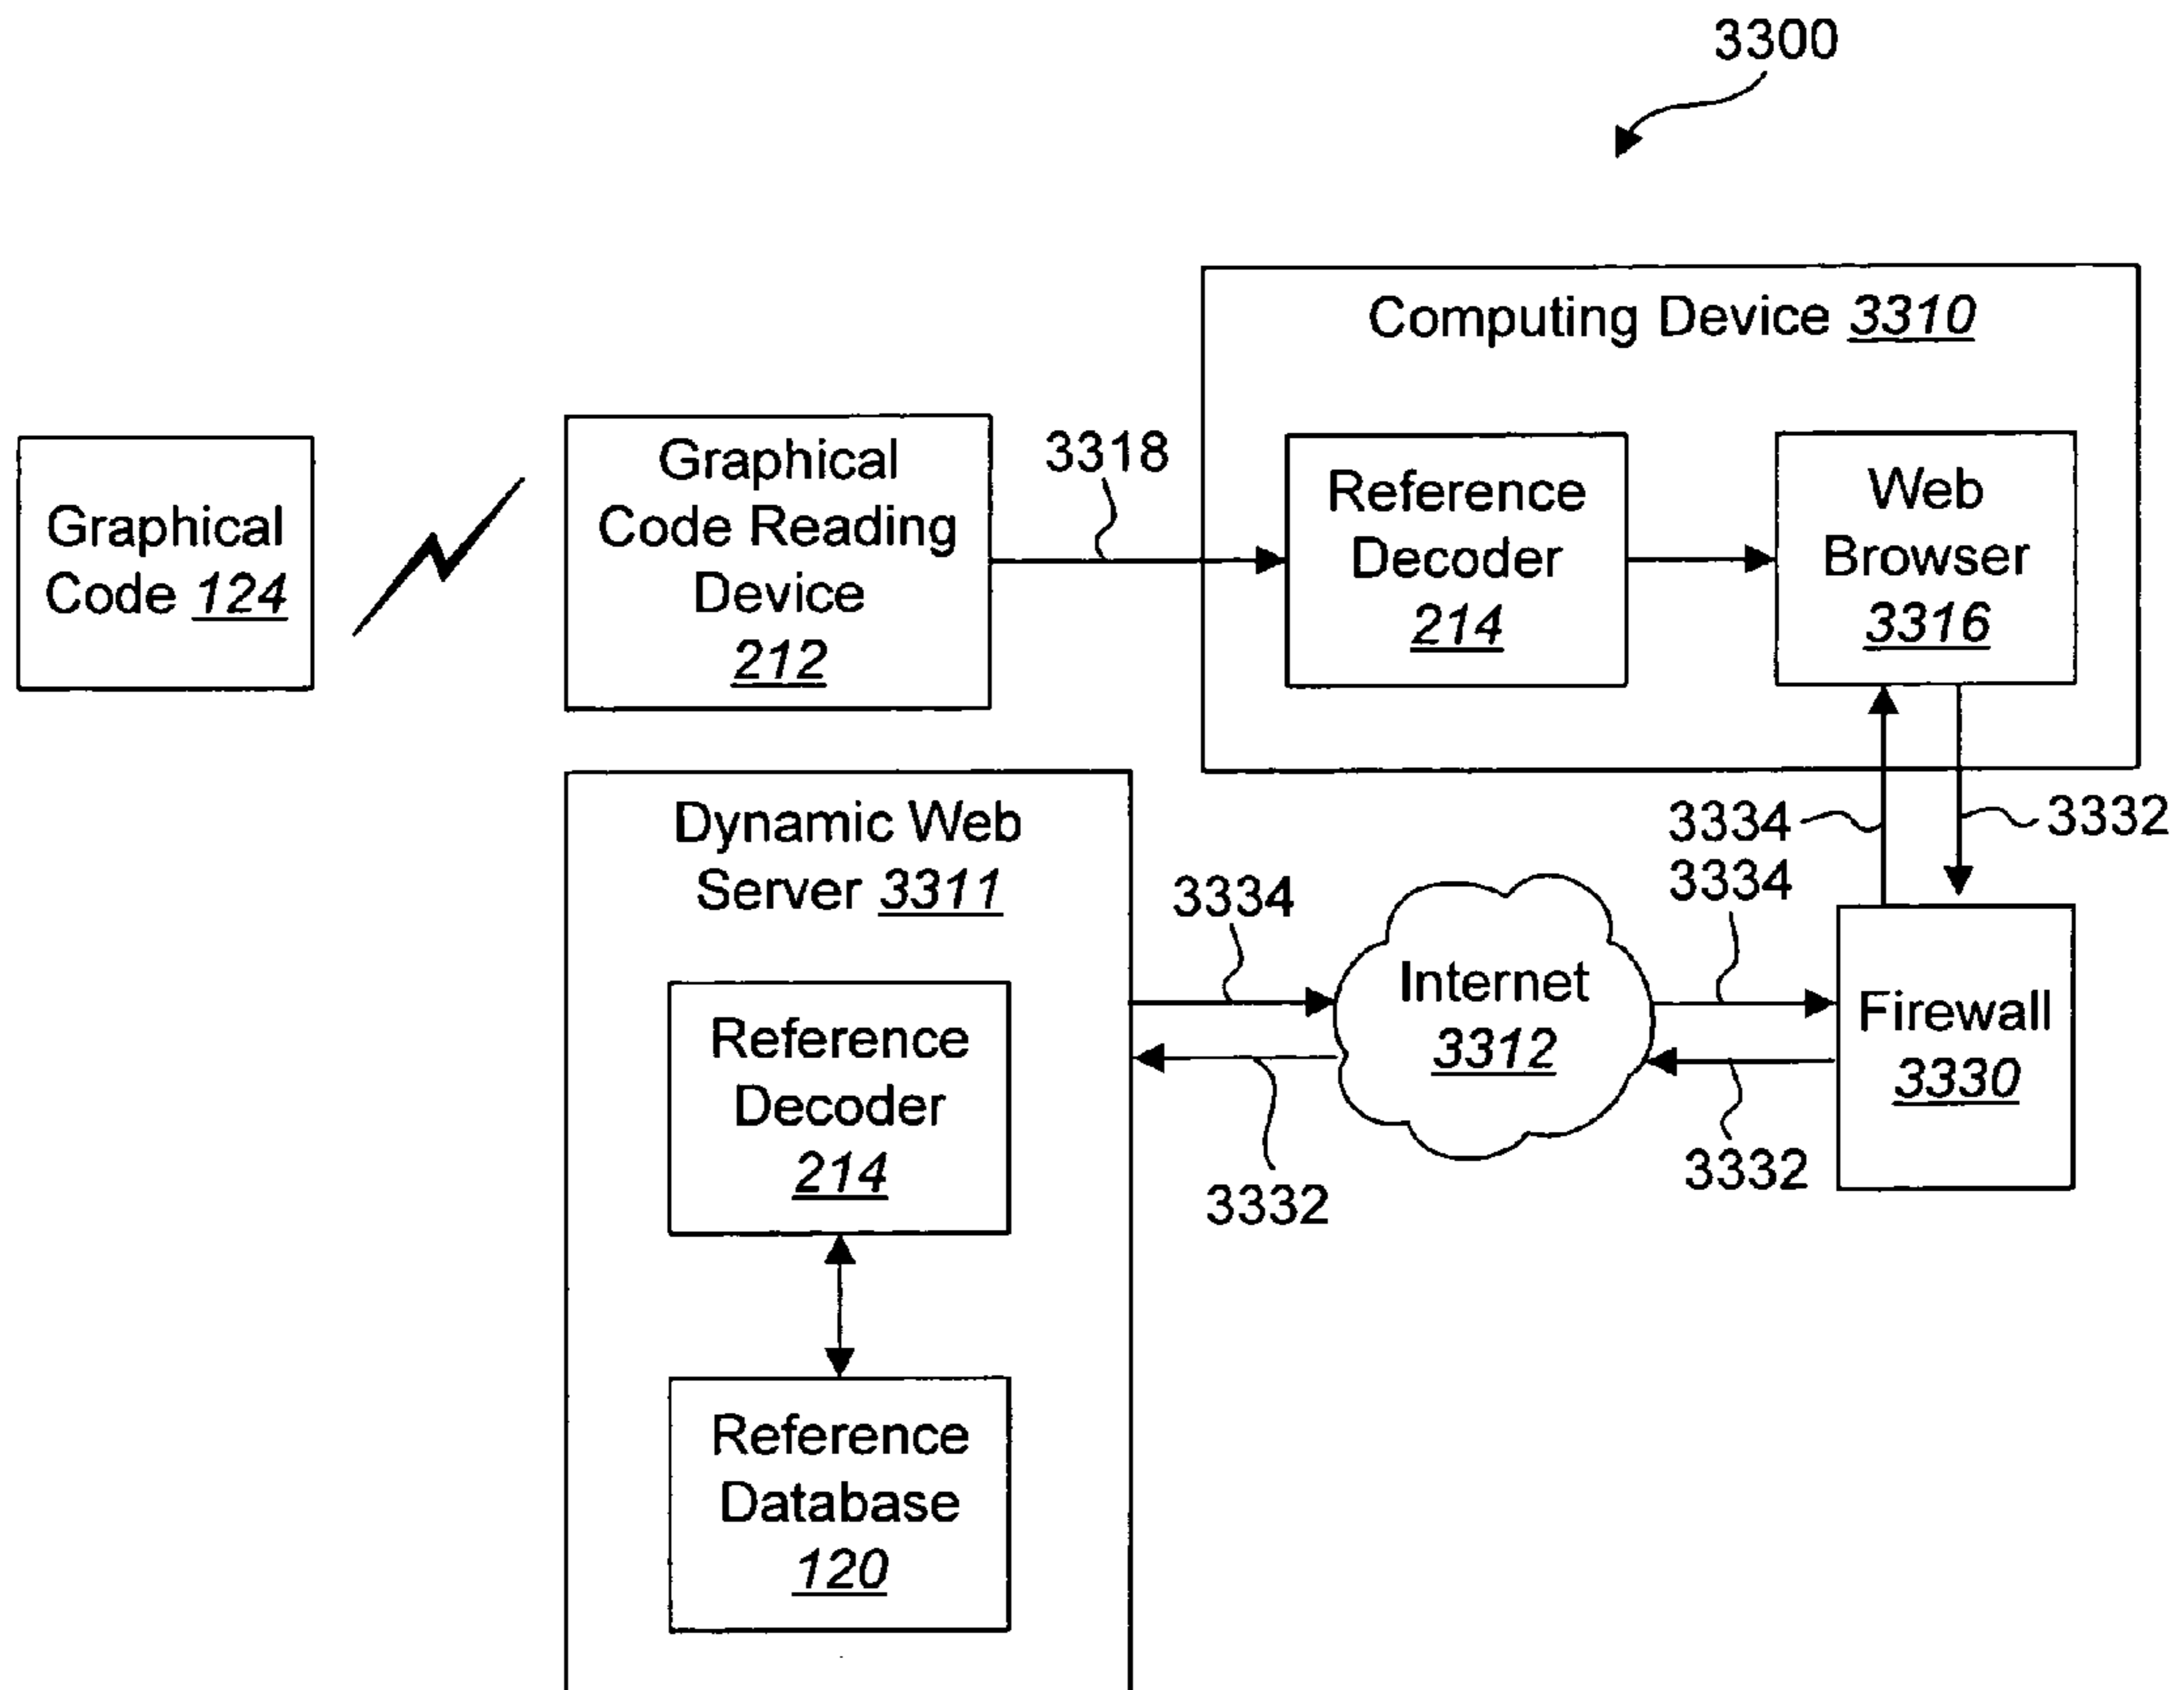 3300
Computing Device 3310
Graphical
Code 124
Graphical
Code Reading
Device
212
3318
Reference
Decoder
214
Web
Browser
3316
3334
3332
Dynamic Web
Server 3311
3334
3334
Internet
3312
Firewall
3330
3332
3332
Reference
Decoder
214
Reference
Database
120